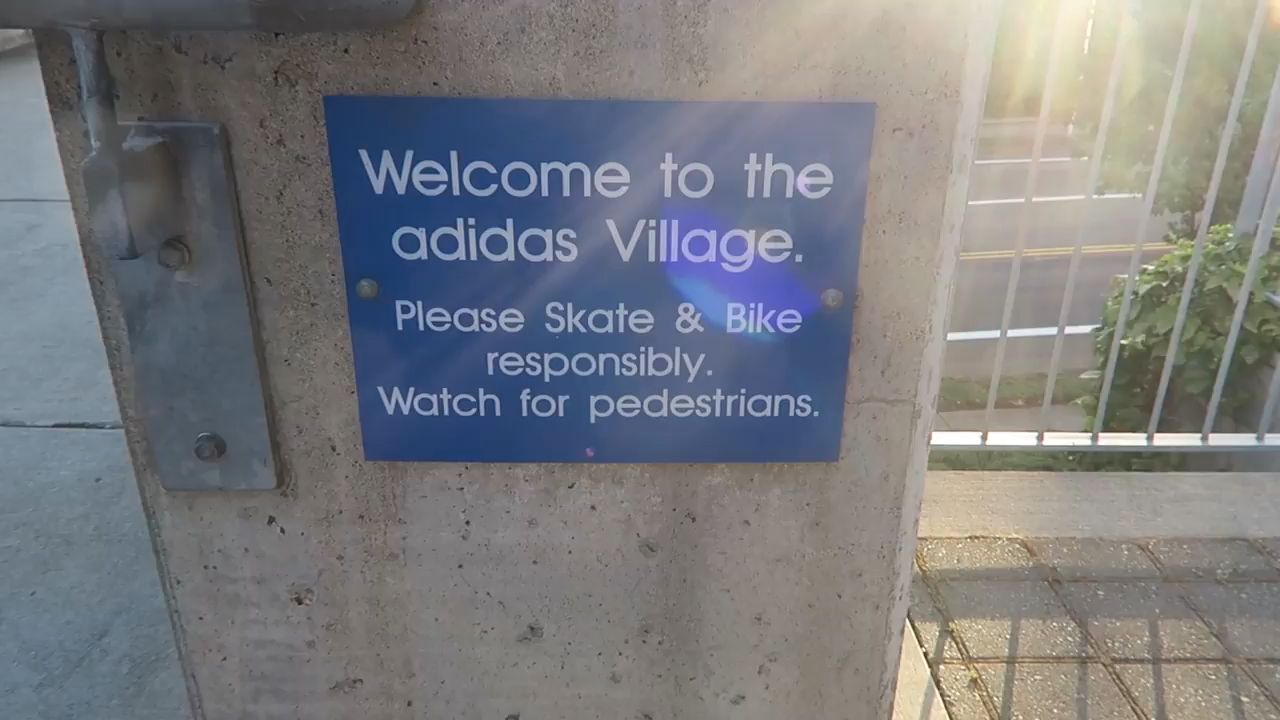 Welcome to the
adidas Village.
Please Skate & Bike
responsibly.
Watch for pedestrians.